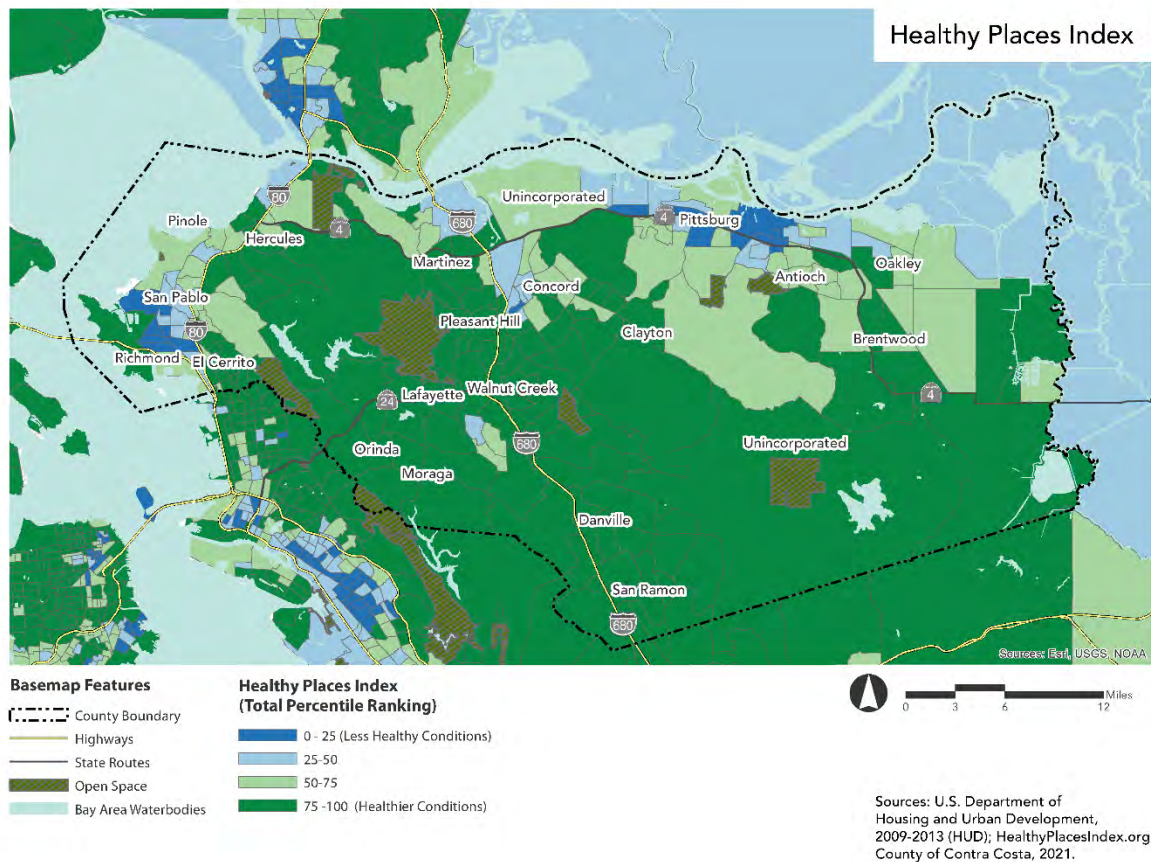 Healthy Places Index
Unincorporated
80
Pinole
4
Pittsburg
680
Hercules
4
Martinez
Oakley
Antioch
San Pablo
Concord
Pleasant Hill
80
Clayton
Brentwood
Richmond
El Cerrito
Walnut Creek
Lafayette
24
4
680
Unincorporated
Orinda
Moraga
Danville
San Ramon
680
Sources: Esri, USGS, NOAA
Basemap Features
County Boundary
Highways
State Routes
Open Space
Bay Area Waterbodies
Healthy Places Index
(Total Percentile Ranking)
0 - 25 (Less Healthy Conditions)
25-50
50-75
75 -100 (Healthier Conditions)
Miles
0 3 6 12
Sources: U.S. Department of
Housing and Urban Development,
2009-2013 (HUD); HealthyPlacesIndex.org
County of Contra Costa, 2021.